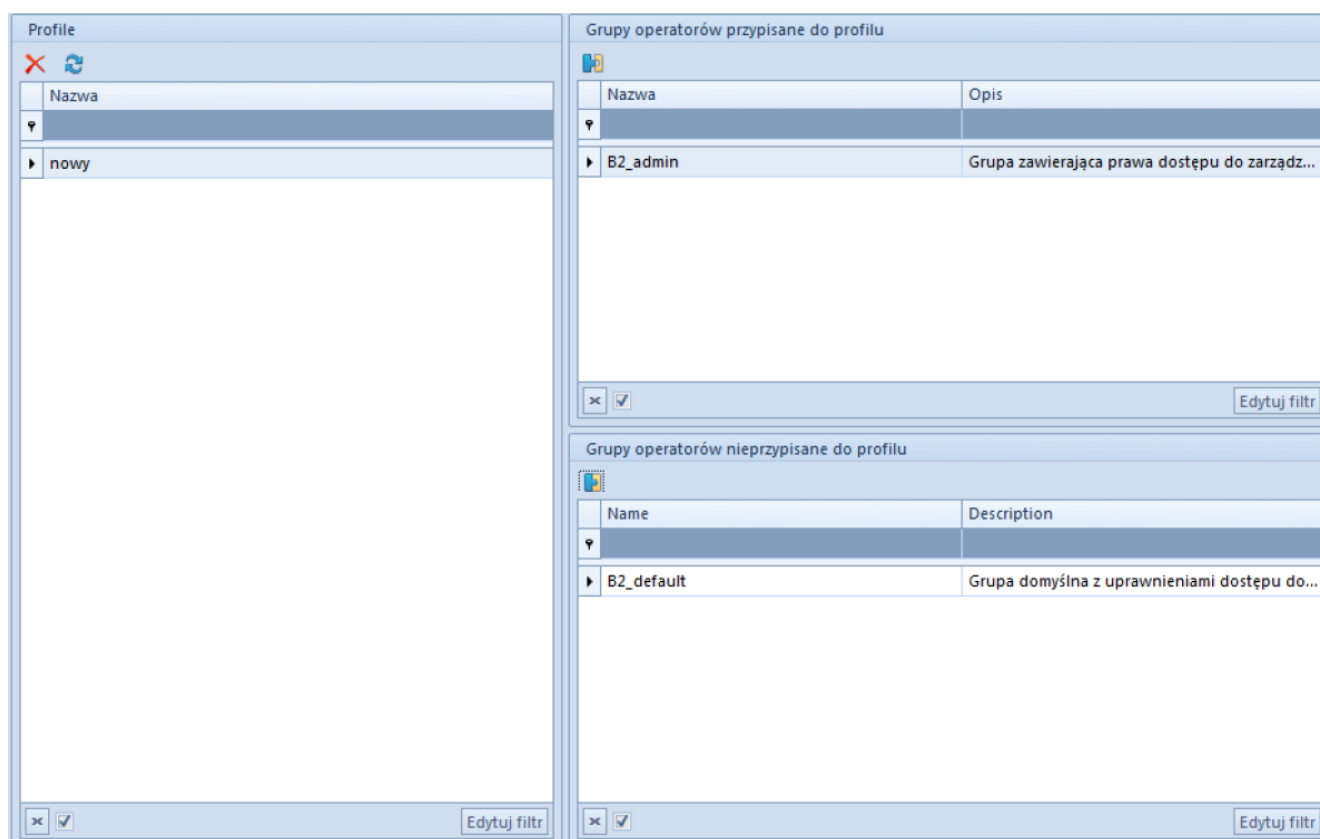 Profile
Nazwa
nowy
Edytuj filtr
Grupy operatorów przypisane do profilu
Nazwa Opis
B2_admin Grupa zawierająca prawa dostępu do zarządz...
Edytuj filtr
Grupy operatorów nieprzypisane do profilu
Name Description
B2_default Grupa domyślna z uprawnieniami dostępu do...
Edytuj filtr